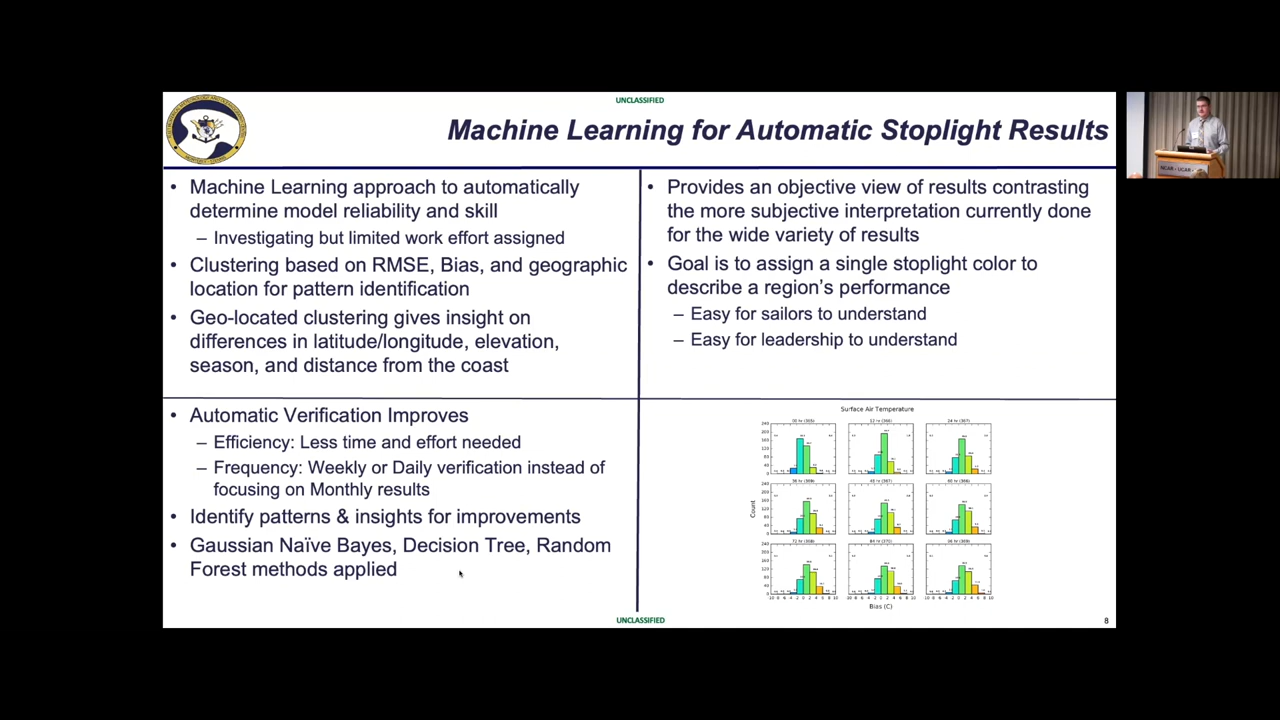 UNCLASSIFIED
Machine Learning for Automatic Stoplight Results
• Machine Learning approach to automatically
determine model reliability and skill
– Investigating but limited work effort assigned
• Clustering based on RMSE, Bias, and geographic
location for pattern identification
• Geo-located clustering gives insight on
differences in latitude/longitude, elevation,
season, and distance from the coast
• Provides an objective view of results contrasting
the more subjective interpretation currently done
for the wide variety of results
• Goal is to assign a single stoplight color to
describe a region's performance
– Easy for sailors to understand
– Easy for leadership to understand
• Automatic Verification Improves
– Efficiency: Less time and effort needed
– Frequency: Weekly or Daily verification instead of
focusing on Monthly results
• Identify patterns & insights for improvements
• Gaussian Naïve Bayes, Decision Tree, Random
Forest methods applied
Surface Air Temperature
Count
Bias (C)
UNCLASSIFIED
8
NCAR - UCAR